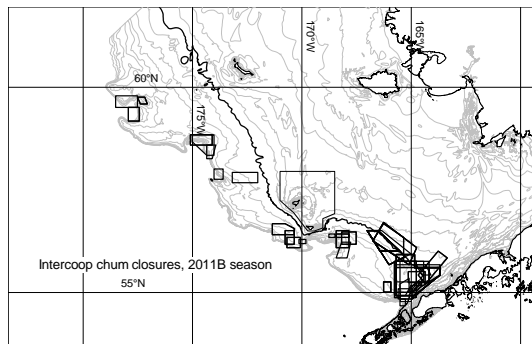 170°W
165°W
60°N
175°W
Intercoop chum closures, 2011B season
55°N